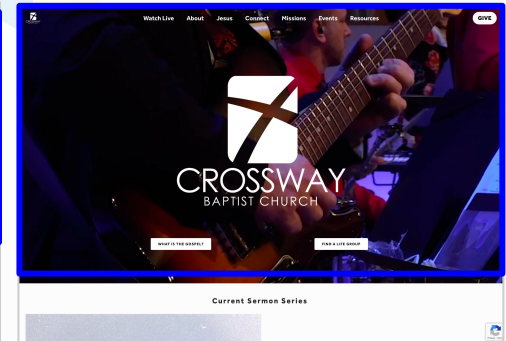 Watch Live About Jesus Connect Missions Events Resources GIVE
CROSSWAY
BAPTIST CHURCH
WHAT IS THE GOSPEL? FIND A LIFE GROUP
Current Sermon Series